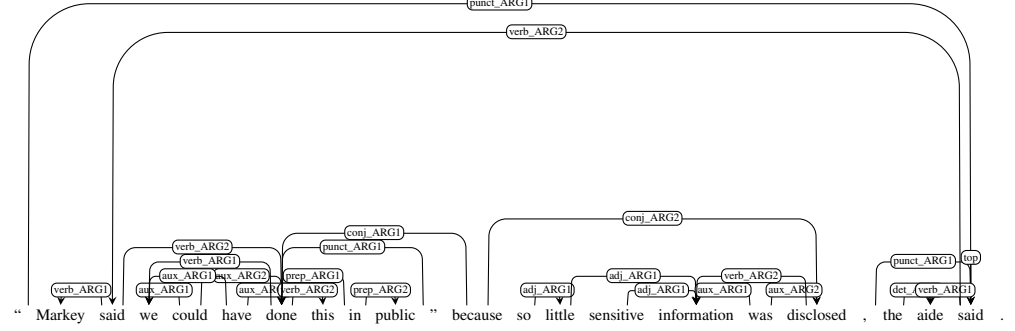 punct_ARG1
verb_ARG2
conj_ARG2
conj_ARG1
verb_ARG2 punct_ARG1
verb_ARG1 punct_ARG1 top
aux_ARG1 aux_ARG2 prep_ARG1 adj_ARG1 verb_ARG2
verb_ARG1 aux_ARG1 verb_ARG2 prep_ARG2 adj_ARG1 adj_ARG1 aux_ARG1 aux_ARG2 verb_ARG1
“ Markey said we could have done this in public ” because so little sensitive information was disclosed , the aide said .